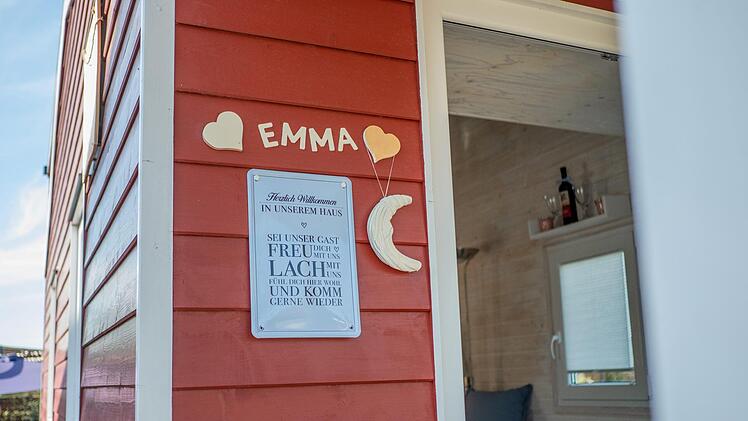 EMMA
Herzlich Willkommen
IN UNSEREM HAUS
SEI UNSER GAST
FREU DICH MIT UNS
LACH MIT UNS
FÜHL DICH HIER WOHL
UND KOMM
GERNE WIEDER